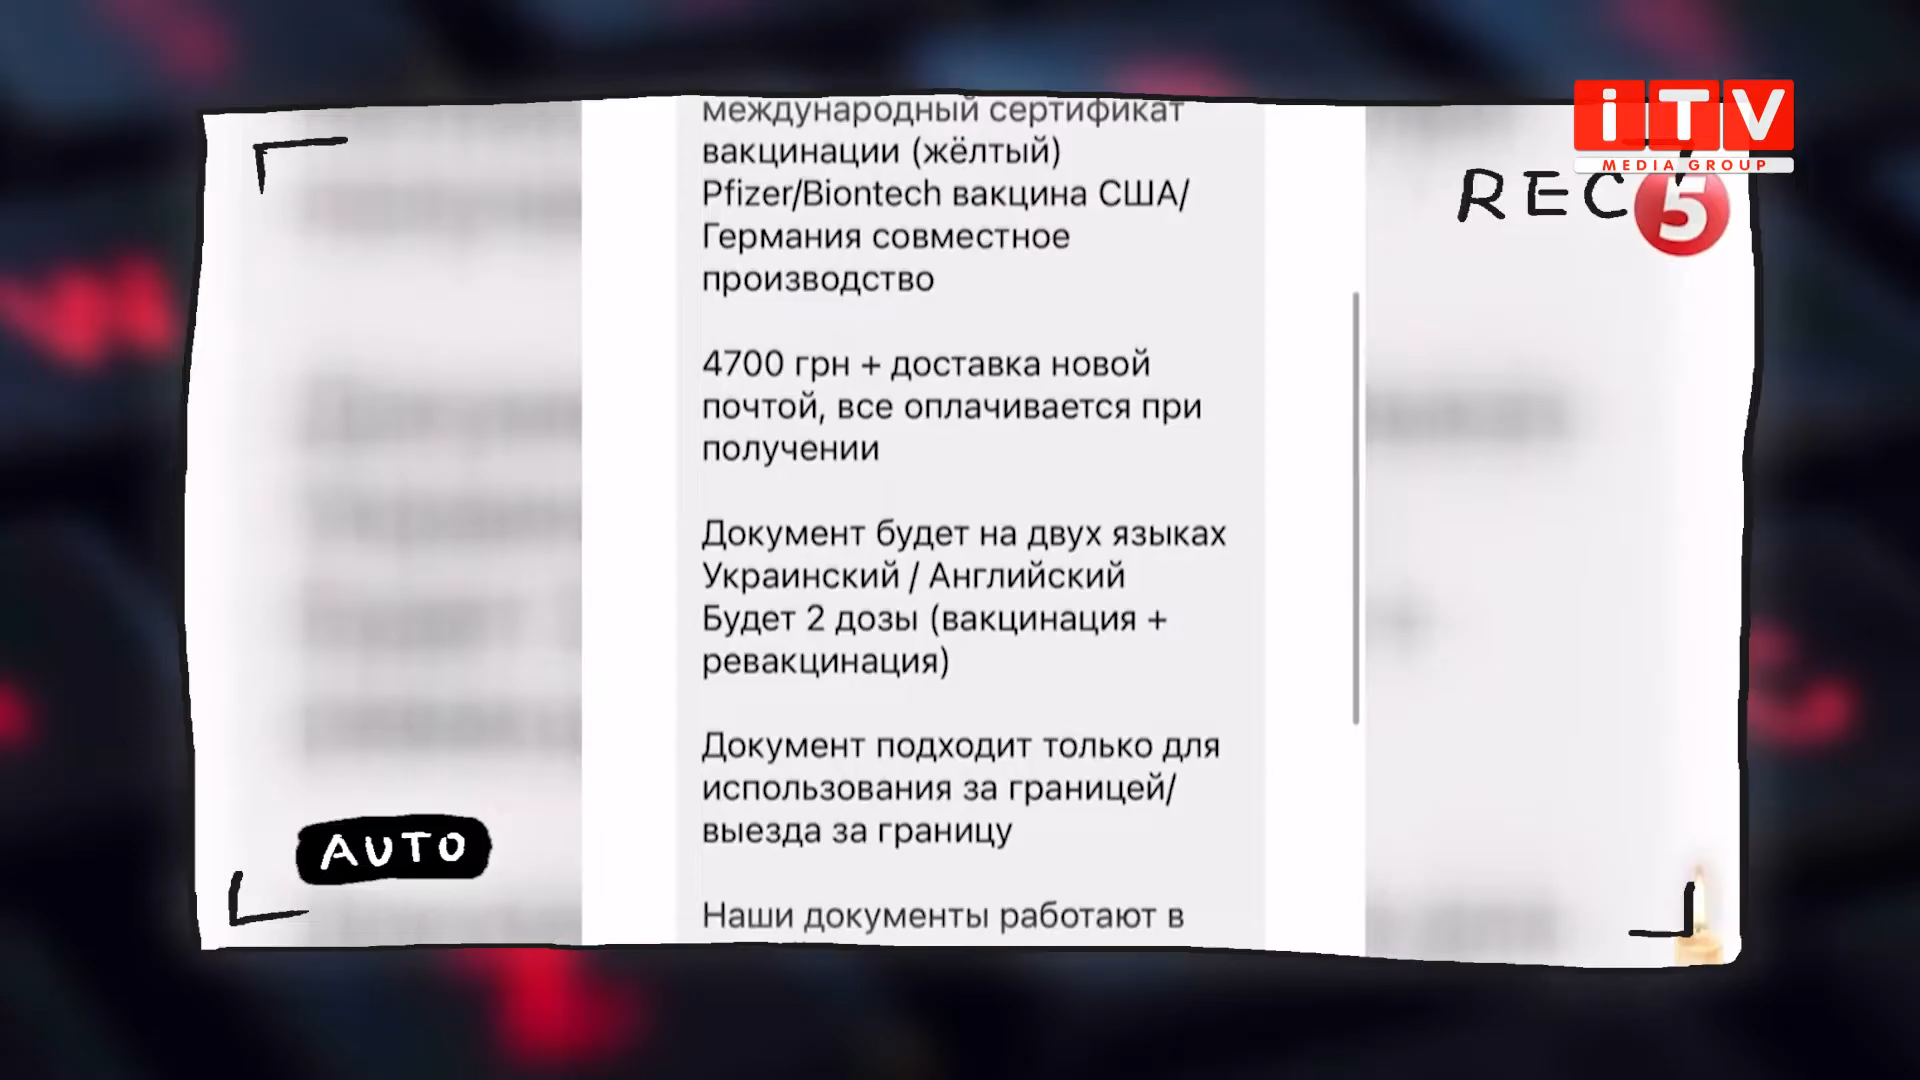 международный сертификат
вакцинации (жёлтый)
Pfizer/Biontech вакцина США/
Германия совместное
производство
4700 грн + доставка новой
почтой, все оплачивается при
получении
Документ будет на двух языках
Украинский / Английский
Будет 2 дозы (вакцинация +
ревакцинация)
Документ подходит только для
использования за границей/
выезда за границу
Наши документы работают в
iTV
MEDIA GROUP
REC
5
AUTO